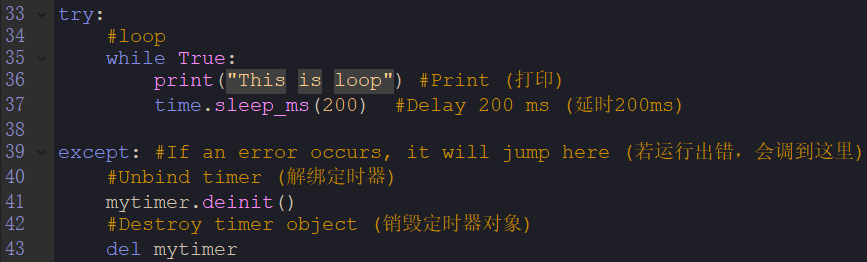 33 try:
34     #loop
35     while True:
36         print("This is loop") #Print (打印)
37         time.sleep_ms(200)  #Delay 200 ms (延时200ms)
38
39 except: #If an error occurs, it will jump here (若运行出错，会调到这里)
40     #Unbind timer (解绑定时器)
41     mytimer.deinit()
42     #Destroy timer object (销毁定时器对象)
43     del mytimer